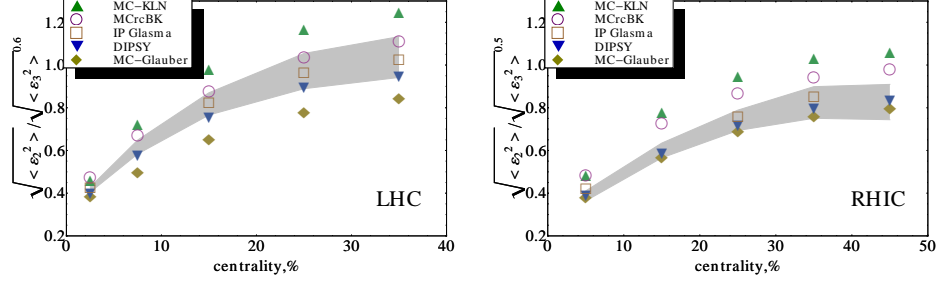 MC-KLN
MCrcBK
IP Glasma
DIPSY
MC-Glauber
√< ε₂² > / √< ε₃² >^0.6
1.2
1.0
0.8
0.6
0.4
0.2
LHC
0 10 20 30 40
centrality,%
MC-KLN
MCrcBK
IP Glasma
DIPSY
MC-Glauber
√< ε₂² > / √< ε₃² >^0.5
1.2
1.0
0.8
0.6
0.4
0.2
RHIC
0 10 20 30 40 50
centrality,%